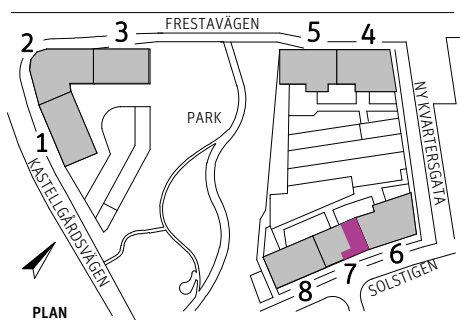 FRESTAVÄGEN
2
3
5
4
1
PARK
NY KVARTERSGATA
KASTELLGÅRDSVÄGEN
6
7
8
SOLSTIGEN
PLAN